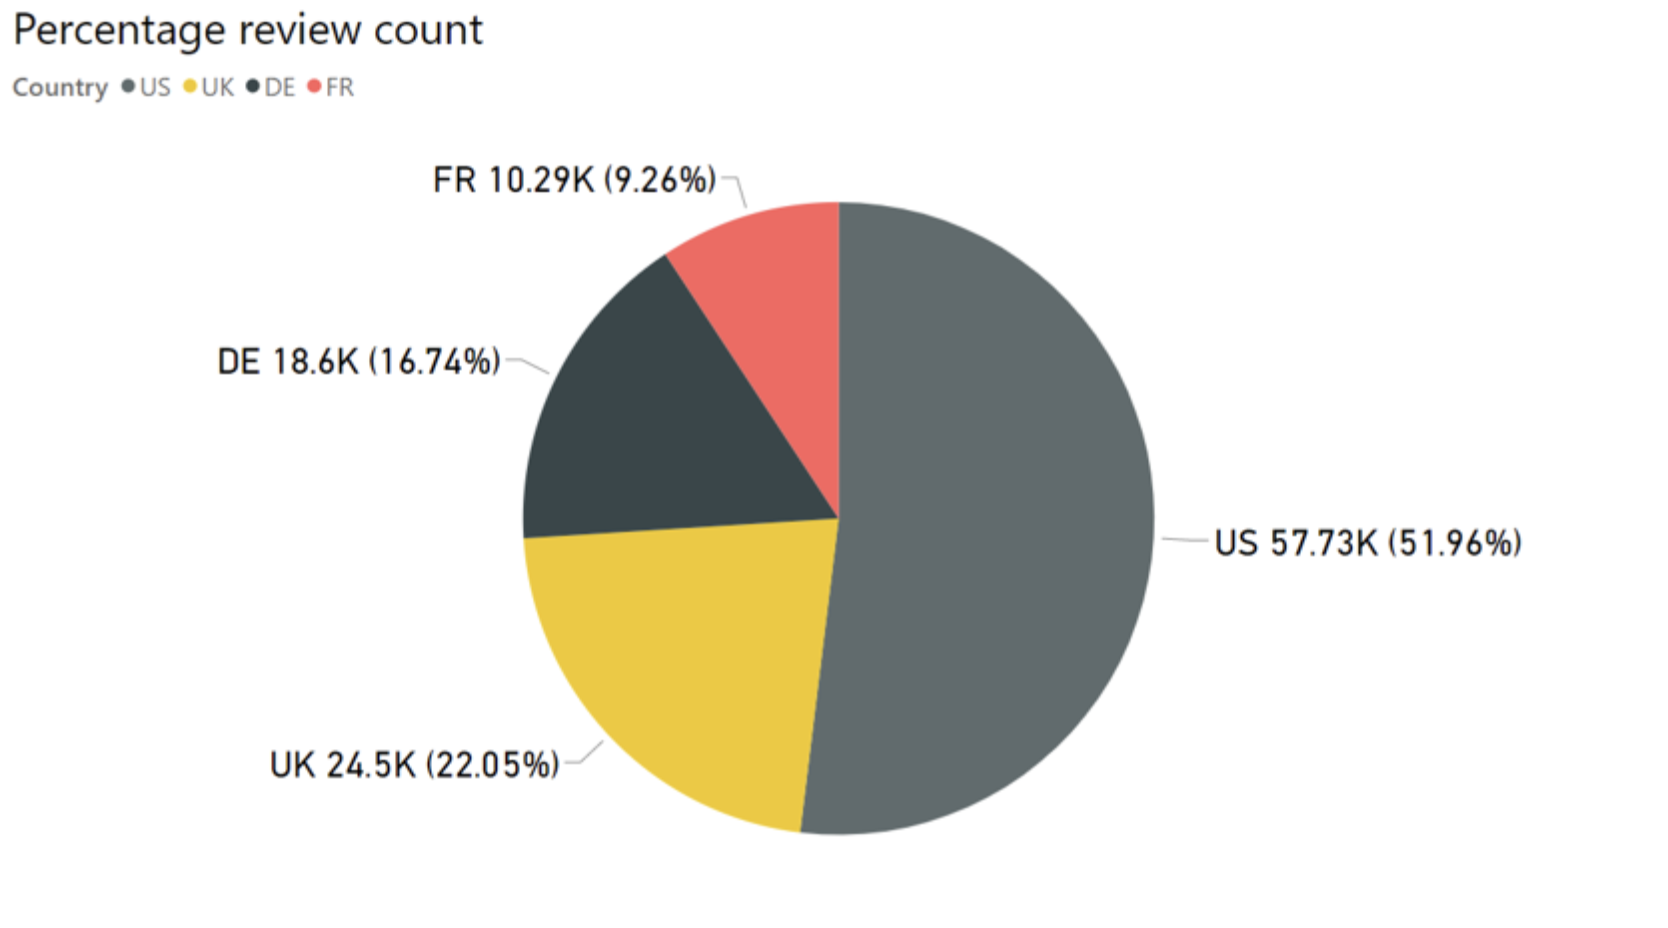 Percentage review count
Country US UK DE FR
FR 10.29K (9.26%)
DE 18.6K (16.74%)
US 57.73K (51.96%)
UK 24.5K (22.05%)